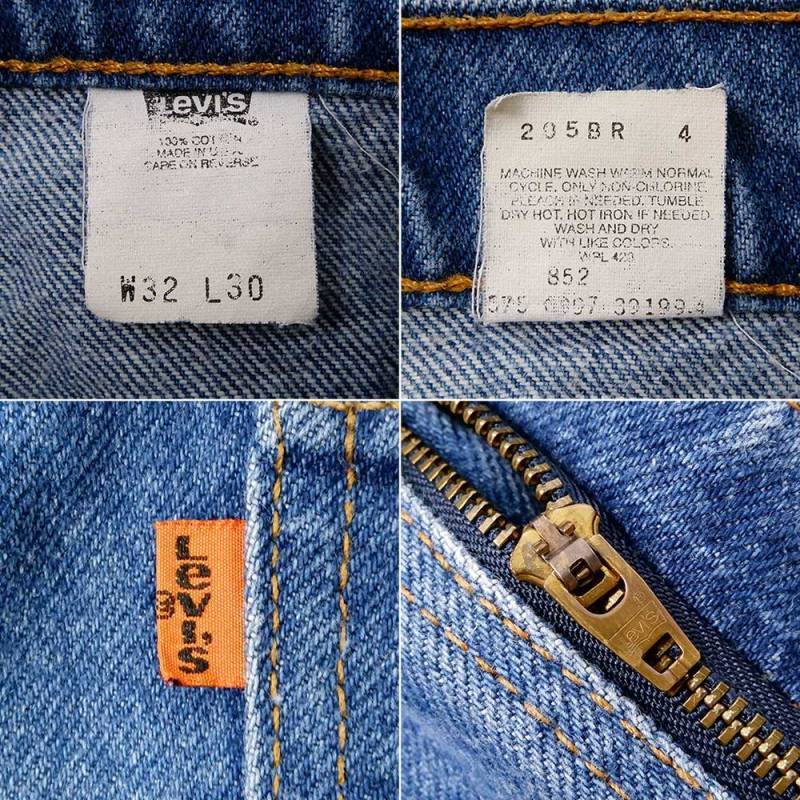 Levi's
100% COTTON
MADE IN U.S.A.
CARE ON REVERSE
W32 L30
205BR 4
MACHINE WASH WARM NORMAL
CYCLE. ONLY NON-CHLORINE
BLEACH IF NEEDED. TUMBLE
DRY HOT. HOT IRON IF NEEDED.
WASH AND DRY
WITH LIKE COLORS.
WPL 423
852
575
LEVI'S
®
Levi's